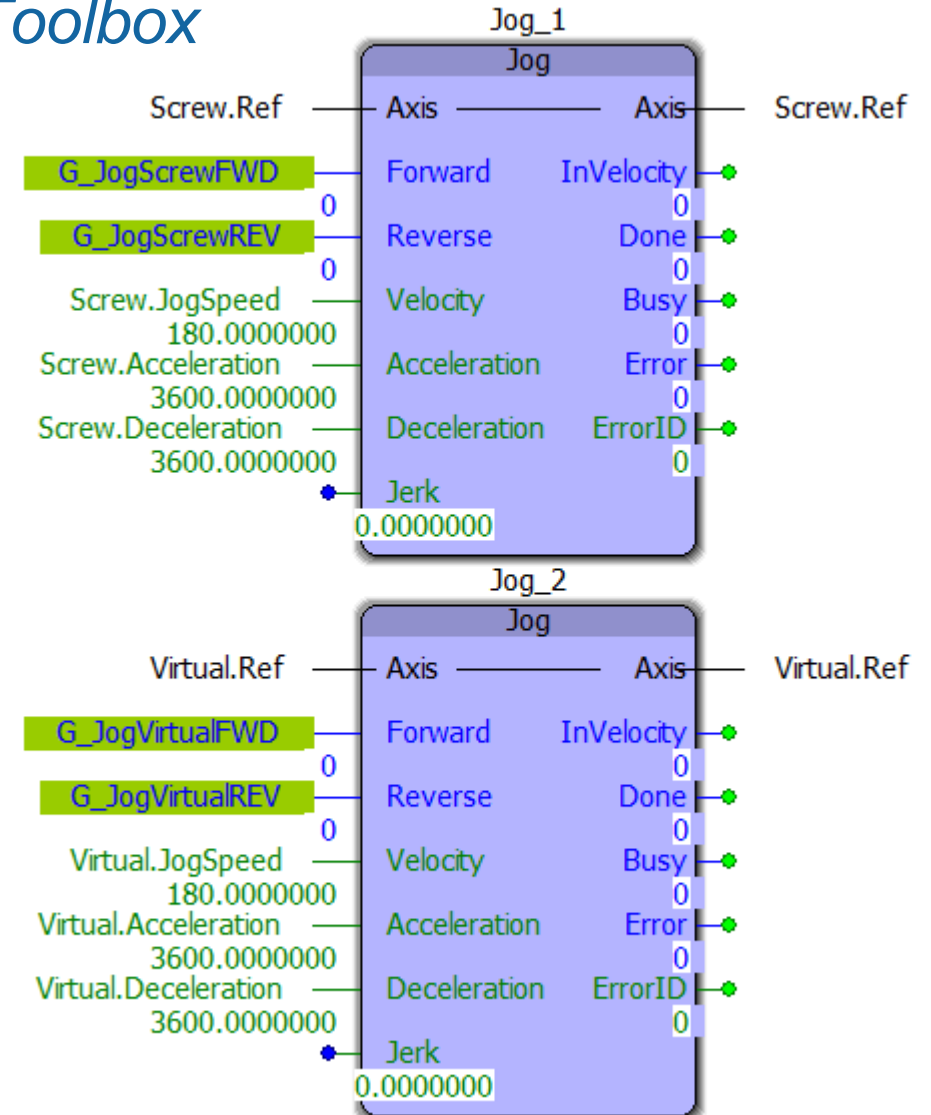 Toolbox
Jog_1
Jog
Screw.Ref Axis Axis Screw.Ref
G_JogScrewFWD Forward InVelocity
0 0
G_JogScrewREV Reverse Done
0 0
Screw.JogSpeed Velocity Busy
180.0000000 0
Screw.Acceleration Acceleration Error
3600.0000000 0
Screw.Deceleration Deceleration ErrorID
3600.0000000 0
Jerk
0.0000000
Jog_2
Jog
Virtual.Ref Axis Axis Virtual.Ref
G_JogVirtualFWD Forward InVelocity
0 0
G_JogVirtualREV Reverse Done
0 0
Virtual.JogSpeed Velocity Busy
180.0000000 0
Virtual.Acceleration Acceleration Error
3600.0000000 0
Virtual.Deceleration Deceleration ErrorID
3600.0000000 0
Jerk
0.0000000